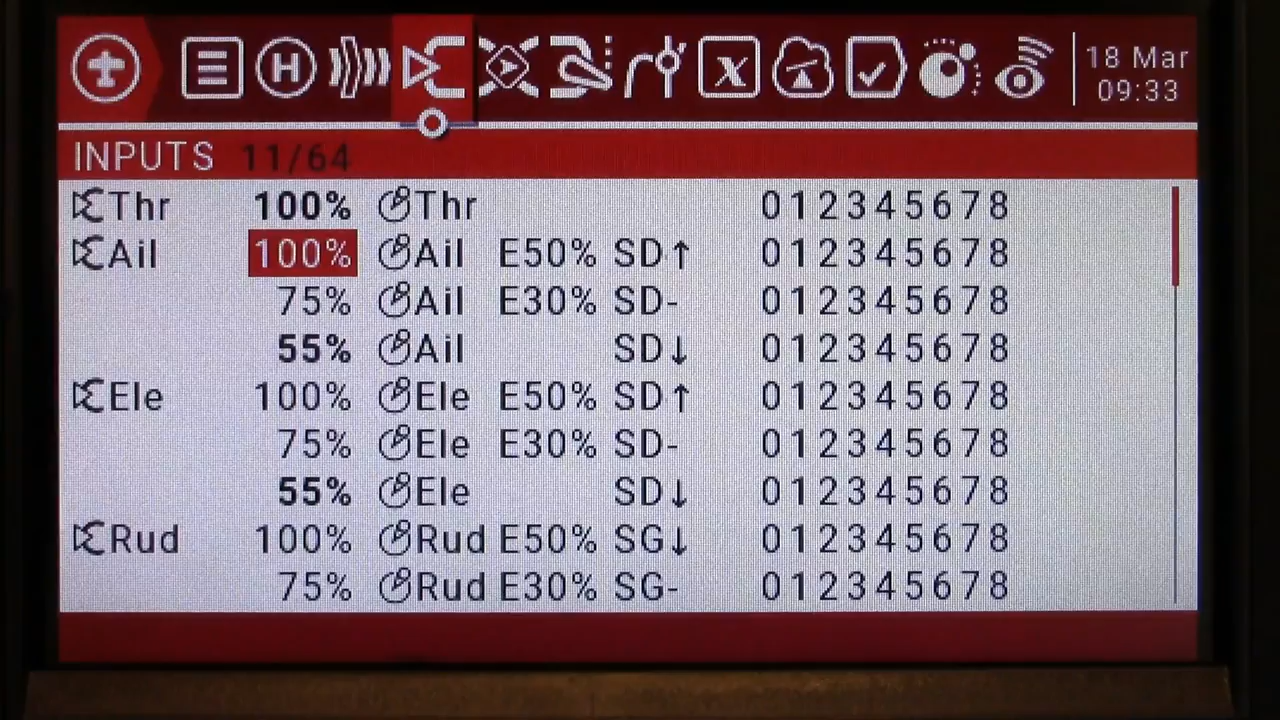 18 Mar
09:33
INPUTS 11/64
Thr 100% Thr 012345678
Ail 100% Ail E50% SD↑ 012345678
75% Ail E30% SD- 012345678
55% Ail SD↓ 012345678
Ele 100% Ele E50% SD↑ 012345678
75% Ele E30% SD- 012345678
55% Ele SD↓ 012345678
Rud 100% Rud E50% SG↓ 012345678
75% Rud E30% SG- 012345678